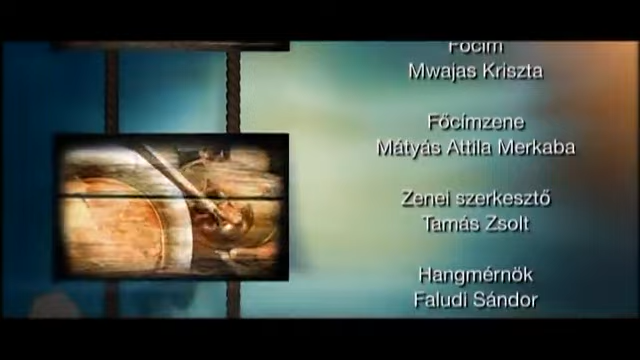 Főcím
Mwajas Kriszta
Főcímzene
Mátyás Attila Merkaba
Zenei szerkesztő
Tamás Zsolt
Hangmérnök
Faludi Sándor